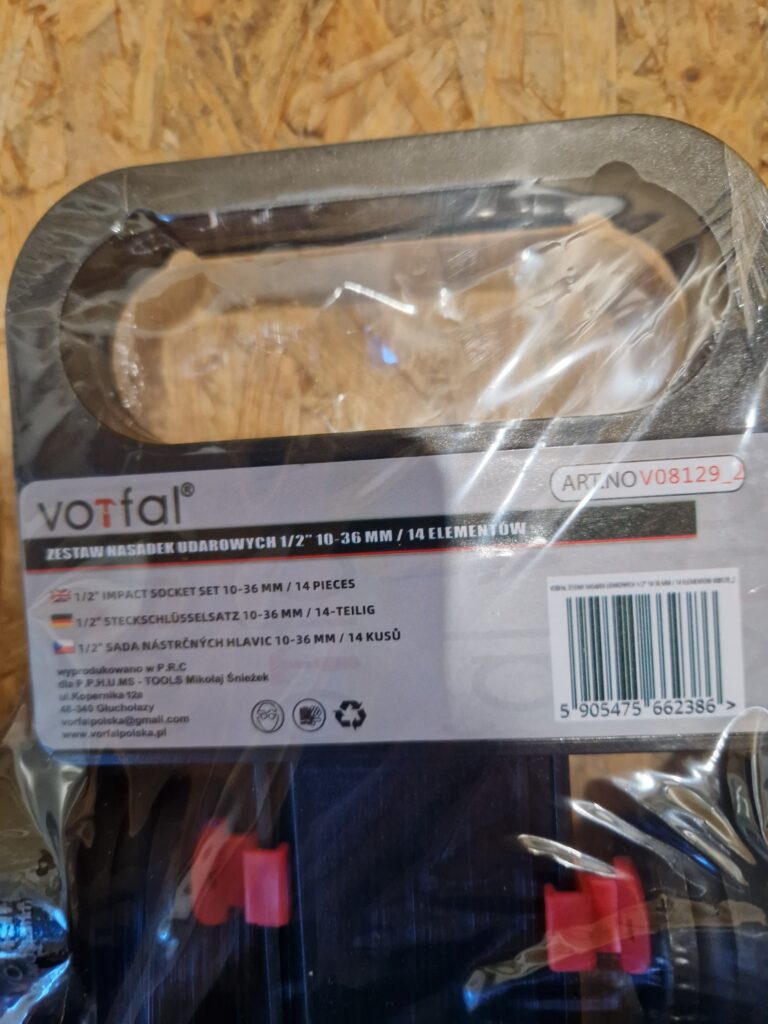 vorfal®
ART.NO V08129_2
ZESTAW NASADEK UDAROWYCH 1/2" 10-36 MM / 14 ELEMENTÓW
1/2" IMPACT SOCKET SET 10-36 MM / 14 PIECES
1/2" STECKSCHLÜSSELSATZ 10-36 MM / 14-TEILIG
1/2" SADA NÁSTRČNÝCH HLAVIC 10-36 MM / 14 KUSŮ
wyprodukowano w P.R.C
dla P.P.H.U.MS - TOOLS Mikołaj Śnieżek
ul.Kopernika 12a
48-340 Głuchołazy
vorfalpolska@gmail.com
www.vorfalpolska.pl
5 905475 662386 >